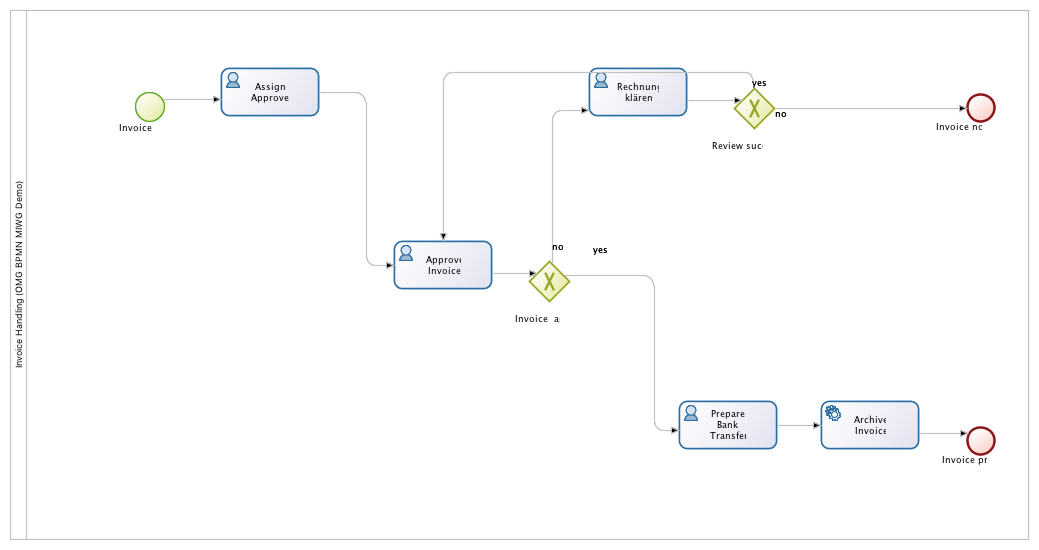 Invoice Handling (OMG BPMN MIWG Demo)
Invoice
Assign
Approve
Rechnung
klären
yes
no
Review suc
Invoice nc
Approve
Invoice
no
yes
Invoice a
Prepare
Bank
Transfer
Archive
Invoice
Invoice pr